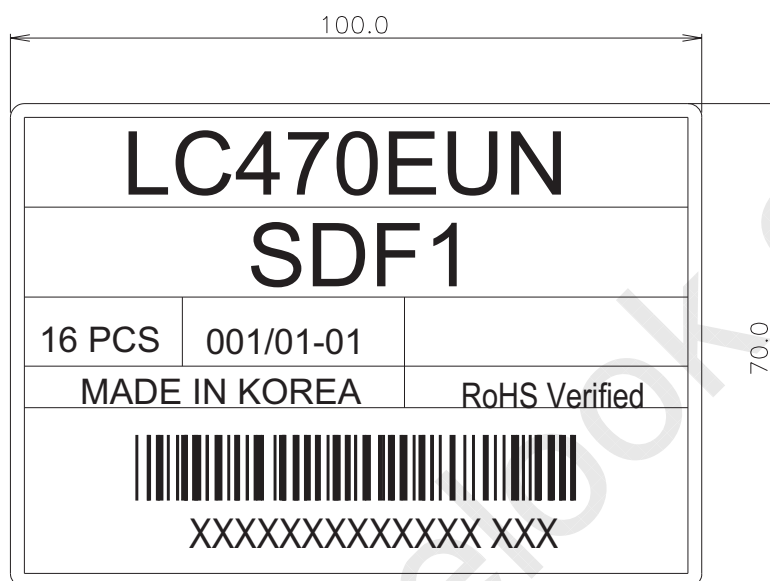 100.0
LC470EUN
SDF1
16 PCS 001/01-01
70.0
MADE IN KOREA RoHS Verified
XXXXXXXXXXXXX XXX